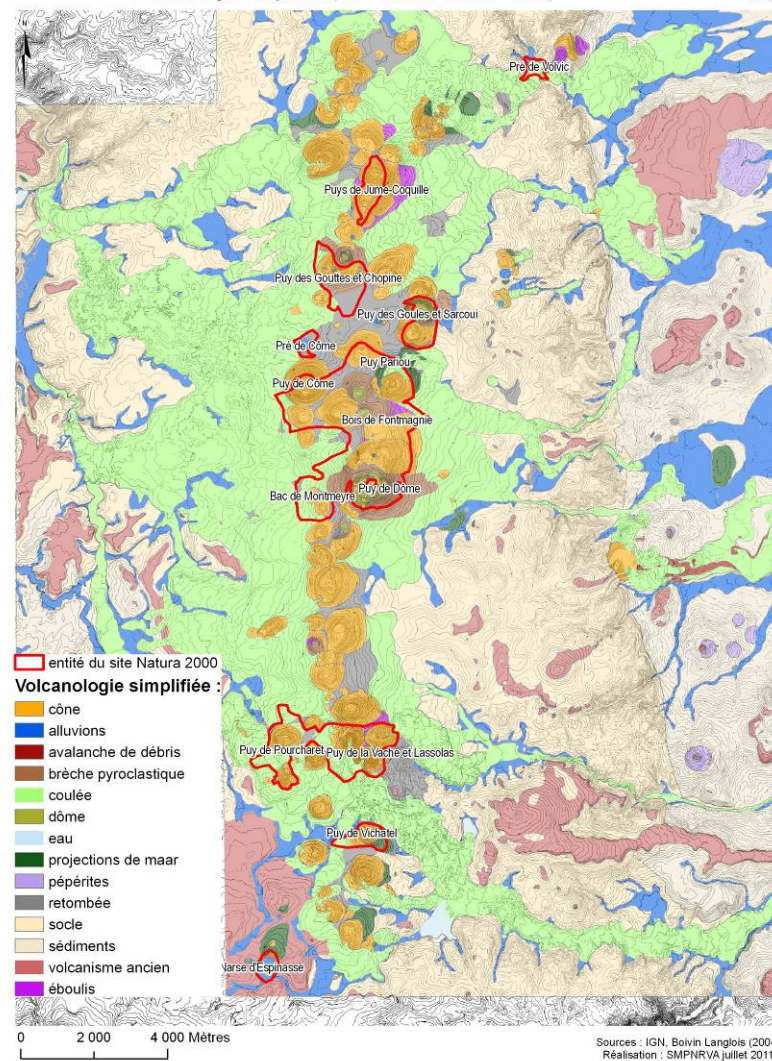 Pré de Volvic
Puys de Jume-Coquille
Puy des Gouttes et Chopine
Puy des Goules et Sarcoui
Pré de Côme
Puy Pariou
Puy de Côme
Bois de Fontmagnie
Bac de Montmeyre
Puy de Dôme
entité du site Natura 2000
Volcanologie simplifiée :
cône
alluvions
avalanche de débris
brèche pyroclastique
coulée
dôme
eau
projections de maar
pépérites
retombée
socle
sédiments
volcanisme ancien
éboulis
Puy de Pourcharet
Puy de la Vache et Lassolas
Puy de Vichatel
Narse d'Espinasse
0 2 000 4 000 Mètres
Sources : IGN, Boivin Langlois (2004
Réalisation : SMPNRVA juillet 201